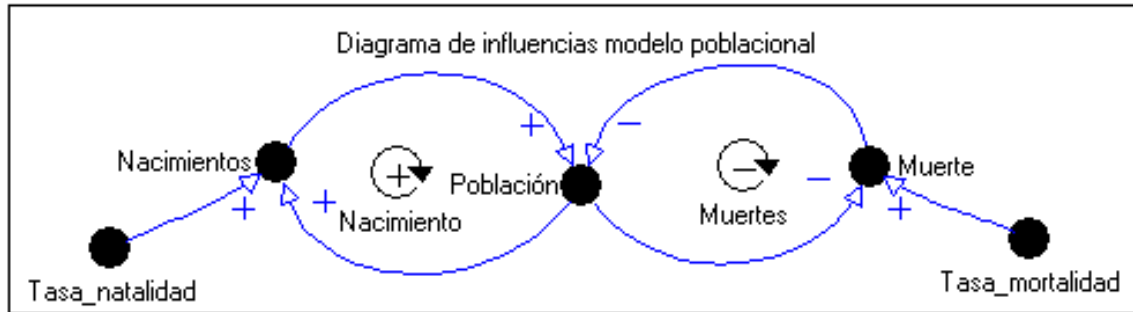 Diagrama de influencias modelo poblacional
+
−
Nacimientos
+
Población
−
Muerte
+
+
Nacimiento
Muertes
−
+
Tasa_natalidad
Tasa_mortalidad